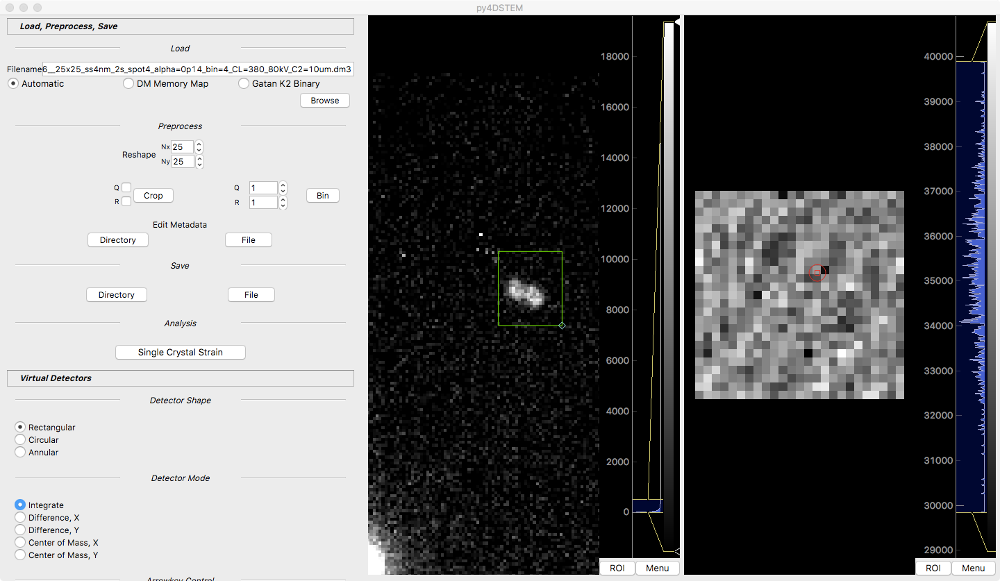 py4DSTEM
Load, Preprocess, Save
Load
Filename 6__25x25_ss4nm_2s_spot4_alpha=0p14_bin=4_CL=380_80kV_C2=10um.dm3
Automatic DM Memory Map Gatan K2 Binary
Browse
Preprocess
Reshape
Nx 25
Ny 25
Q Crop Q 1 Bin
R R 1
Edit Metadata
Directory File
Save
Directory File
Analysis
Single Crystal Strain
Virtual Detectors
Detector Shape
Rectangular
Circular
Annular
Detector Mode
Integrate
Difference, X
Difference, Y
Center of Mass, X
Center of Mass, Y
Arrowkey Control
18000
16000
14000
12000
10000
8000
6000
4000
2000
0
ROI Menu
40000
39000
38000
37000
36000
35000
34000
33000
32000
31000
30000
29000
ROI Menu